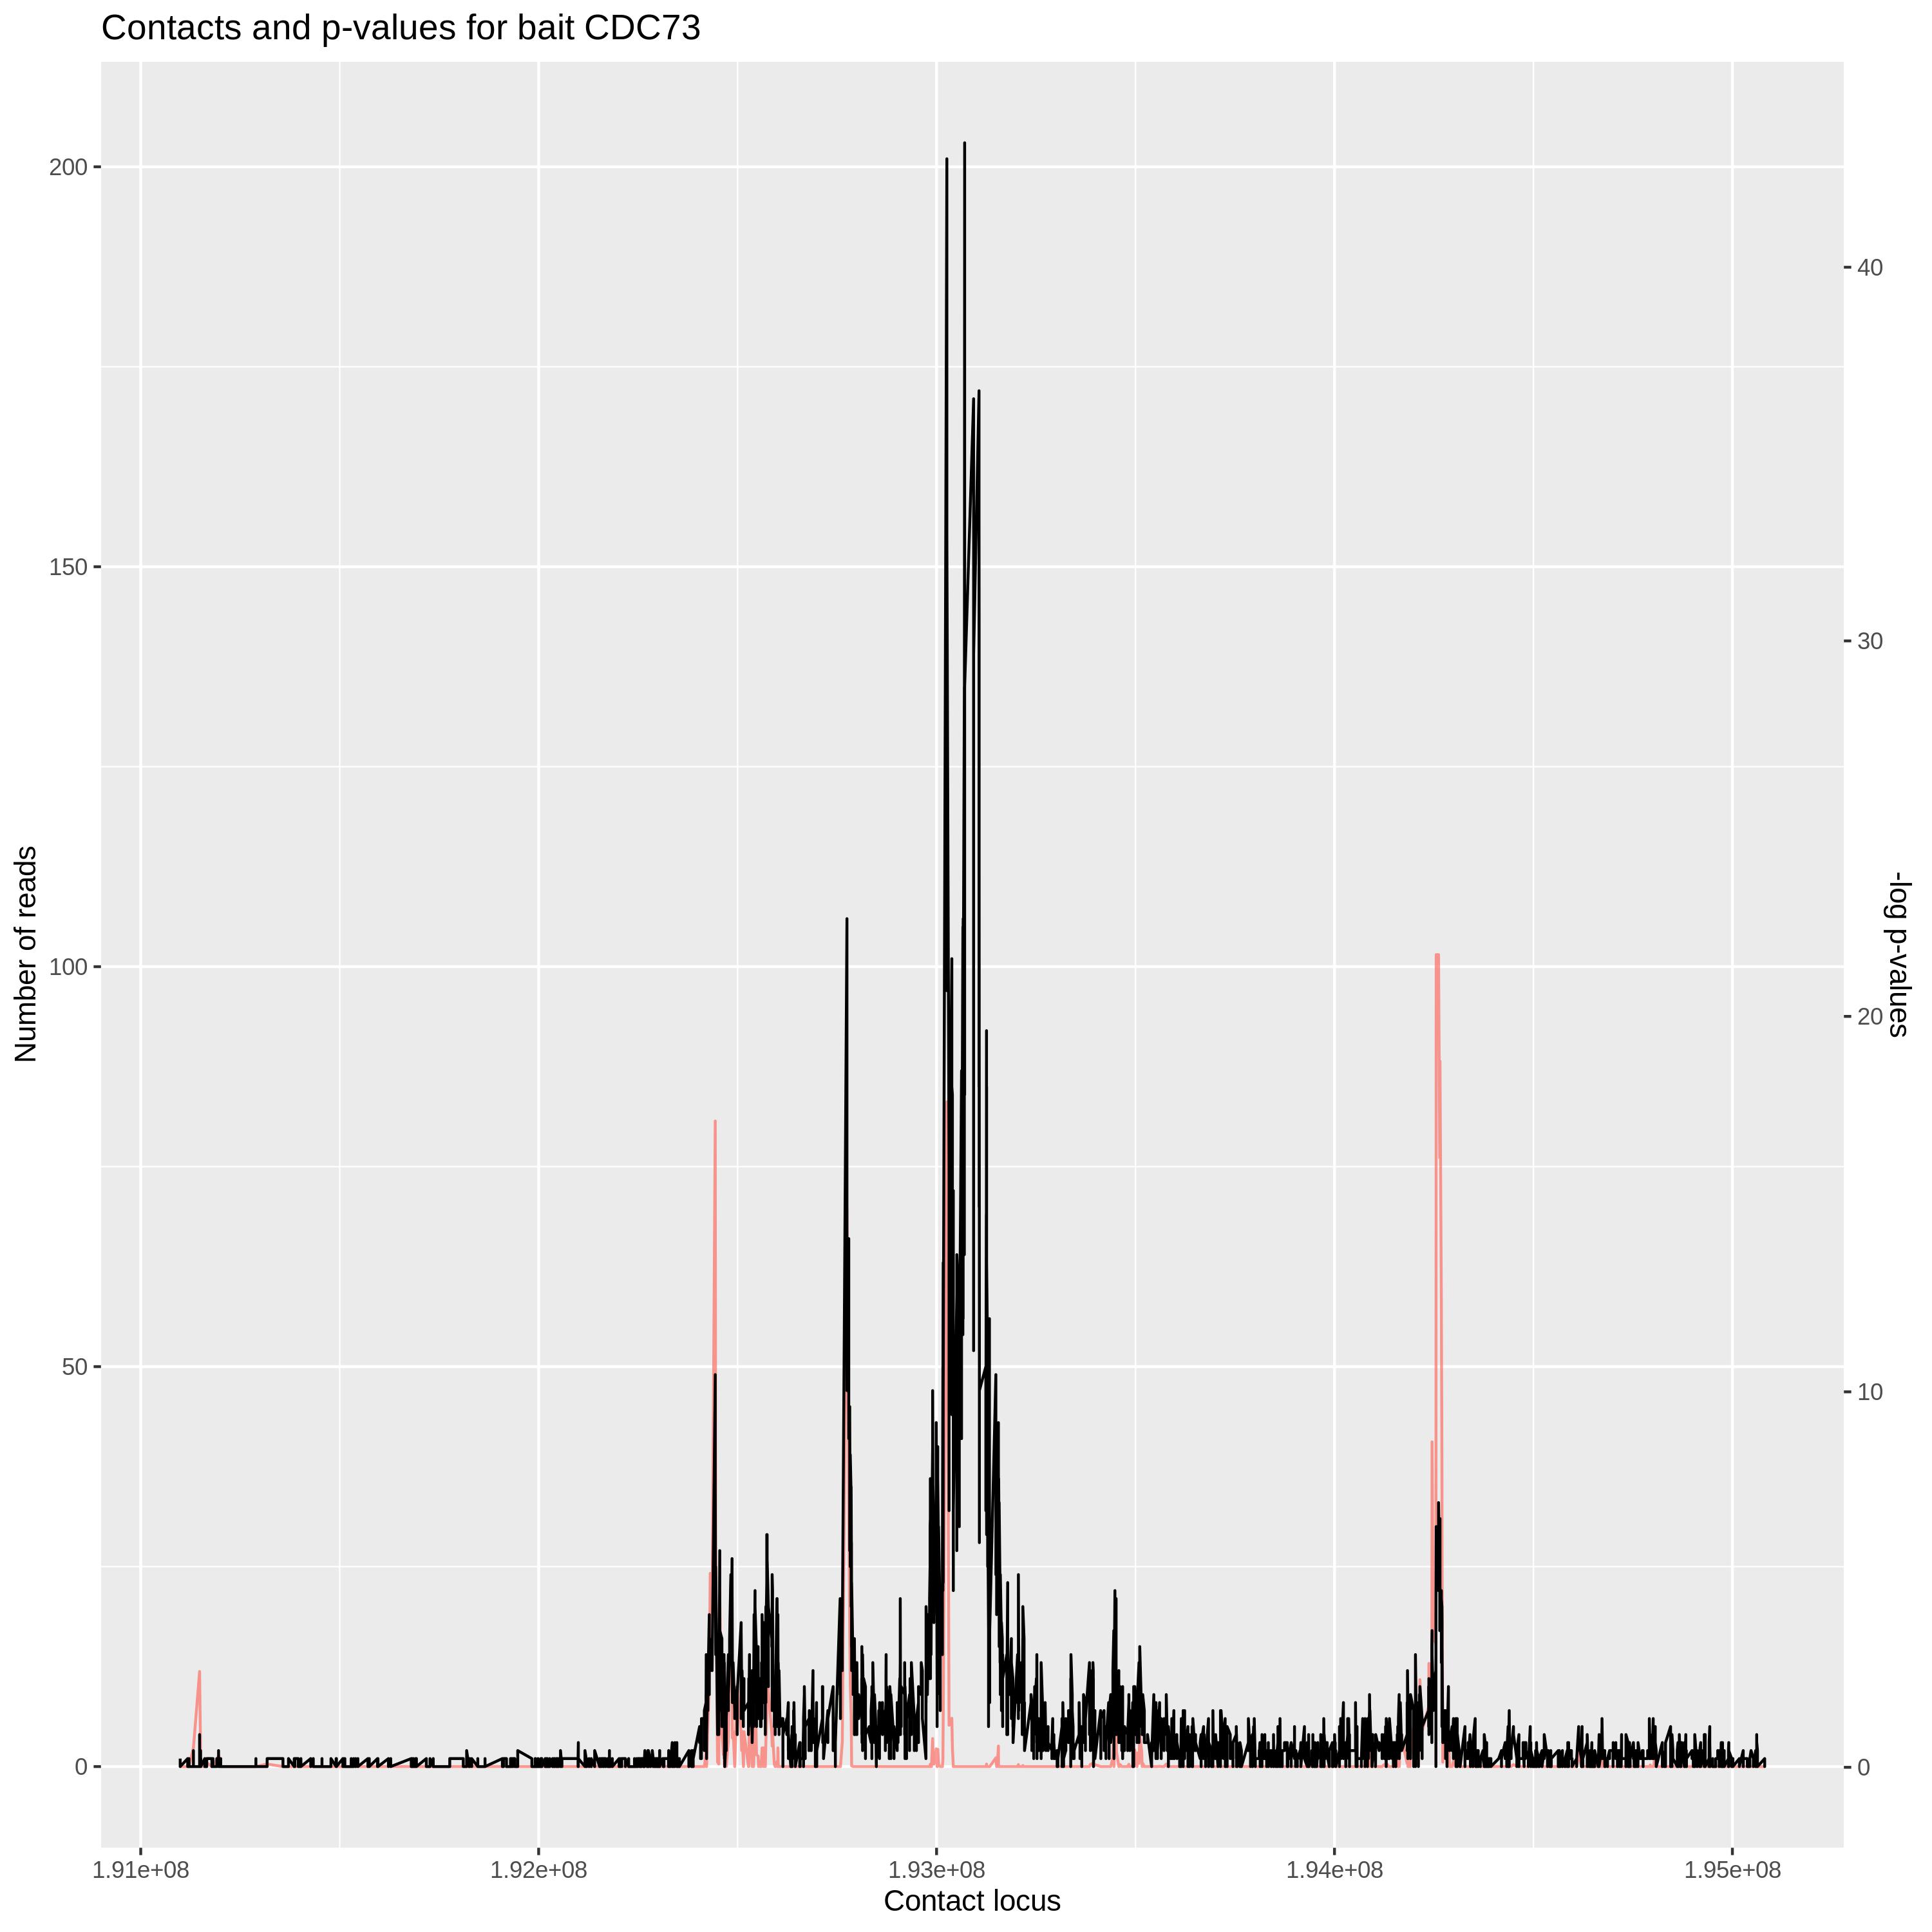 Contacts and p-values for bait CDC73
200
150
100
50
0
Number of reads
40
30
20
10
0
-log p-values
1.91e+08
1.92e+08
1.93e+08
1.94e+08
1.95e+08
Contact locus